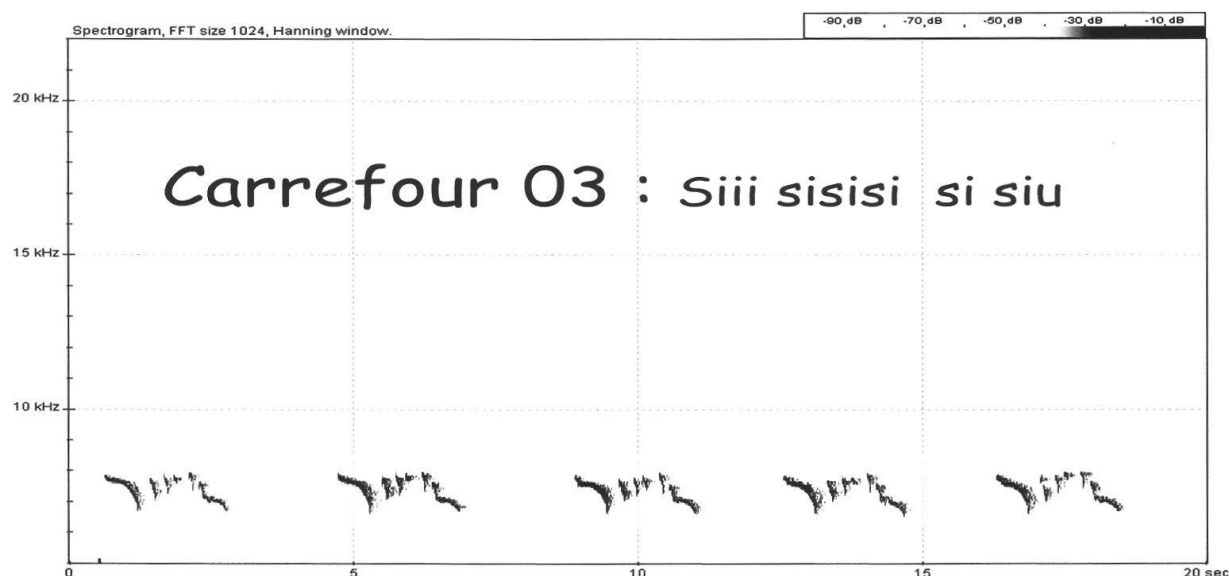 -90 dB -70 dB -50 dB -30 dB -10 dB
Spectrogram, FFT size 1024, Hanning window.
20 kHz
Carrefour 03 : Siii sisisi si siu
15 kHz
10 kHz
0 5 10 15 20 sec